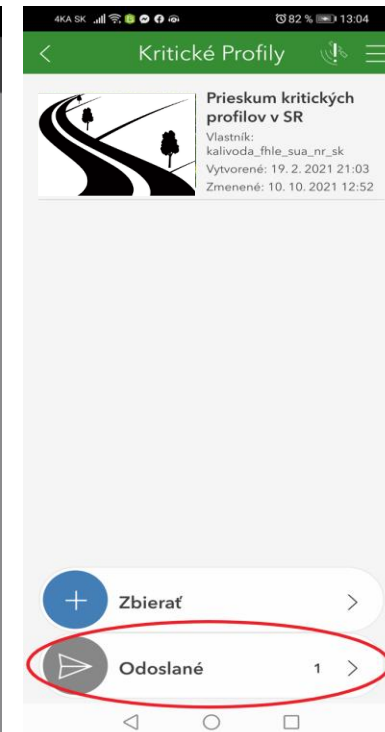 4KA SK 82 % 13:04
Kritické Profily
Prieskum kritických
profilov v SR
Vlastník:
kalivoda_fhle_sua_nr_sk
Vytvorené: 19. 2. 2021 21:03
Zmenené: 10. 10. 2021 12:52
Zbierať
Odoslané 1